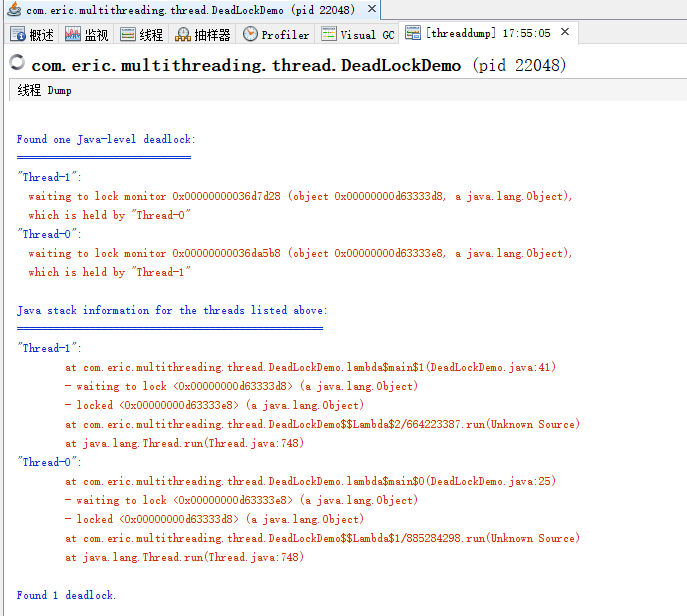 com.eric.multithreading.thread.DeadLockDemo (pid 22048) ×
概述 监视 线程 抽样器 Profiler Visual GC [threaddump] 17:55:05 ×
com.eric.multithreading.thread.DeadLockDemo (pid 22048)
线程 Dump
Found one Java-level deadlock:
=============================
"Thread-1":
waiting to lock monitor 0x00000000036d7d28 (object 0x00000000d63333d8, a java.lang.Object),
which is held by "Thread-0"
"Thread-0":
waiting to lock monitor 0x00000000036da5b8 (object 0x00000000d63333e8, a java.lang.Object),
which is held by "Thread-1"
Java stack information for the threads listed above:
===================================================
"Thread-1":
at com.eric.multithreading.thread.DeadLockDemo.lambda$main$1(DeadLockDemo.java:41)
- waiting to lock <0x00000000d63333d8> (a java.lang.Object)
- locked <0x00000000d63333e8> (a java.lang.Object)
at com.eric.multithreading.thread.DeadLockDemo$$Lambda$2/664223387.run(Unknown Source)
at java.lang.Thread.run(Thread.java:748)
"Thread-0":
at com.eric.multithreading.thread.DeadLockDemo.lambda$main$0(DeadLockDemo.java:25)
- waiting to lock <0x00000000d63333e8> (a java.lang.Object)
- locked <0x00000000d63333d8> (a java.lang.Object)
at com.eric.multithreading.thread.DeadLockDemo$$Lambda$1/885284298.run(Unknown Source)
at java.lang.Thread.run(Thread.java:748)
Found 1 deadlock.